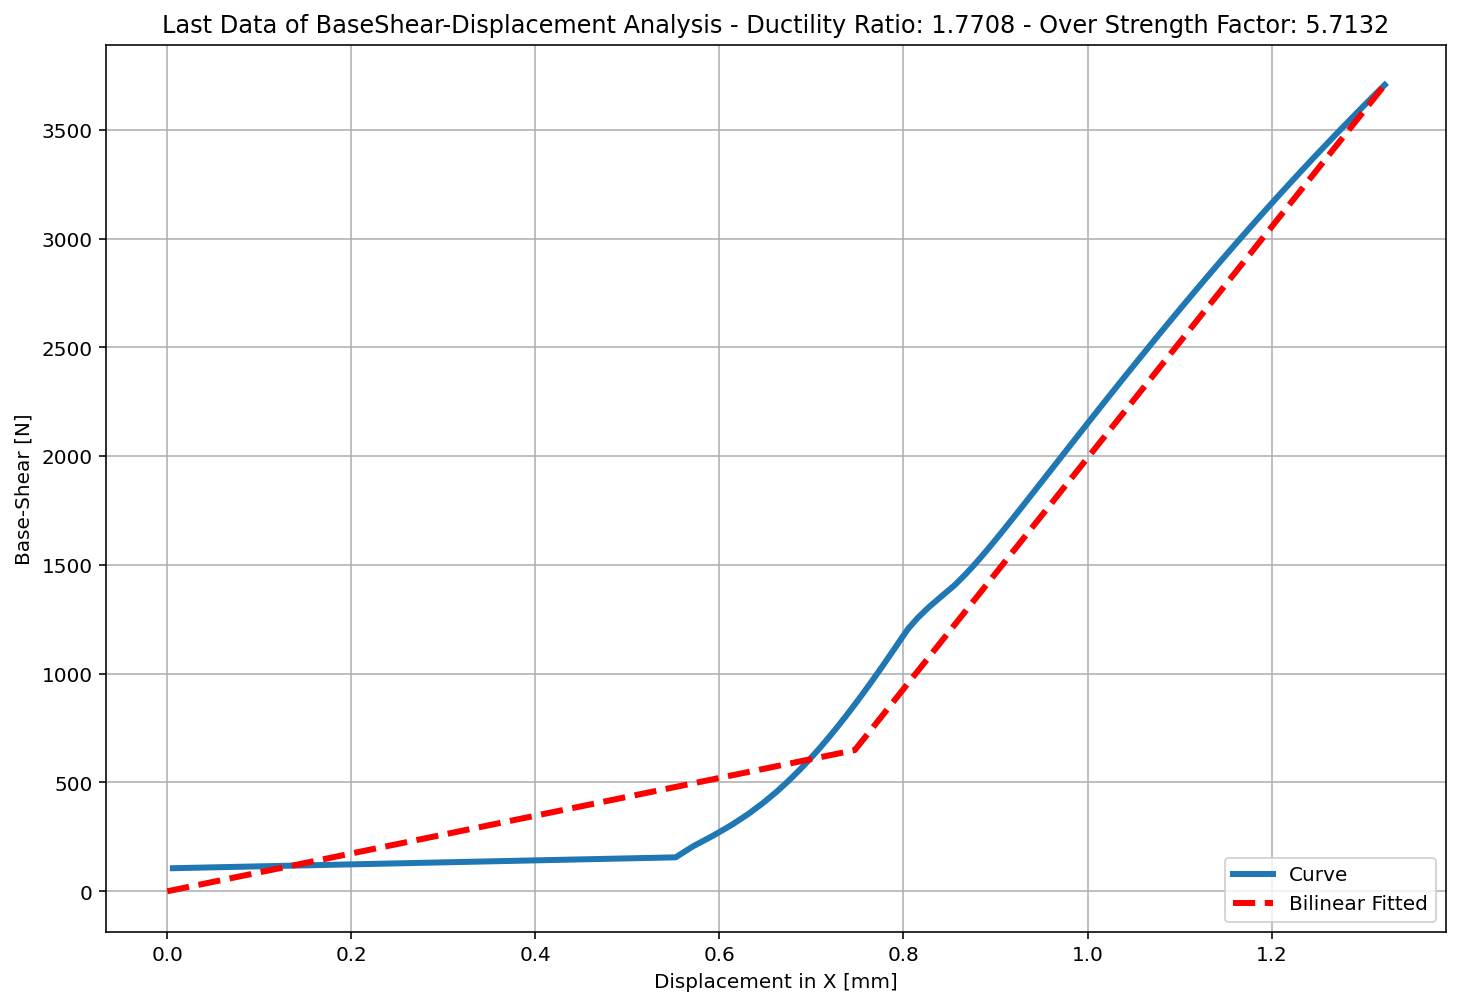 Last Data of BaseShear-Displacement Analysis - Ductility Ratio: 1.7708 - Over Strength Factor: 5.7132
3500
3000
2500
2000
1500
1000
500
0
Base-Shear [N]
0.0 0.2 0.4 0.6 0.8 1.0 1.2
Displacement in X [mm]
Curve
Bilinear Fitted